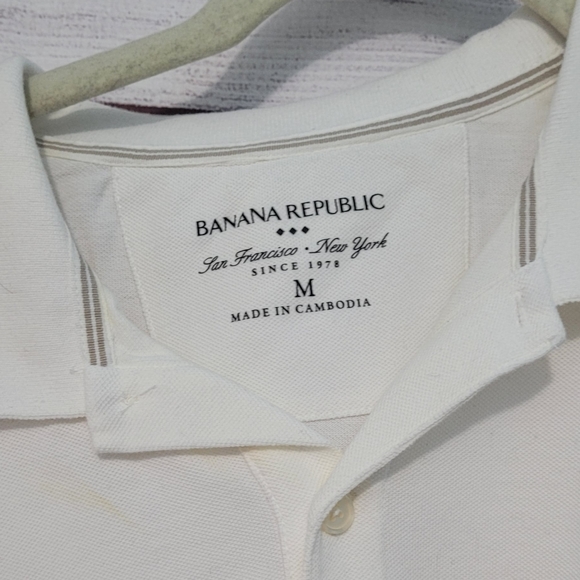 BANANA REPUBLIC
San Francisco • New York
SINCE 1978
M
MADE IN CAMBODIA